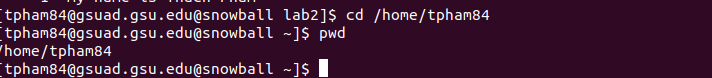 [tpham84@gsuad.gsu.edu@snowball lab2]$ cd /home/tpham84
[tpham84@gsuad.gsu.edu@snowball ~]$ pwd
/home/tpham84
[tpham84@gsuad.gsu.edu@snowball ~]$